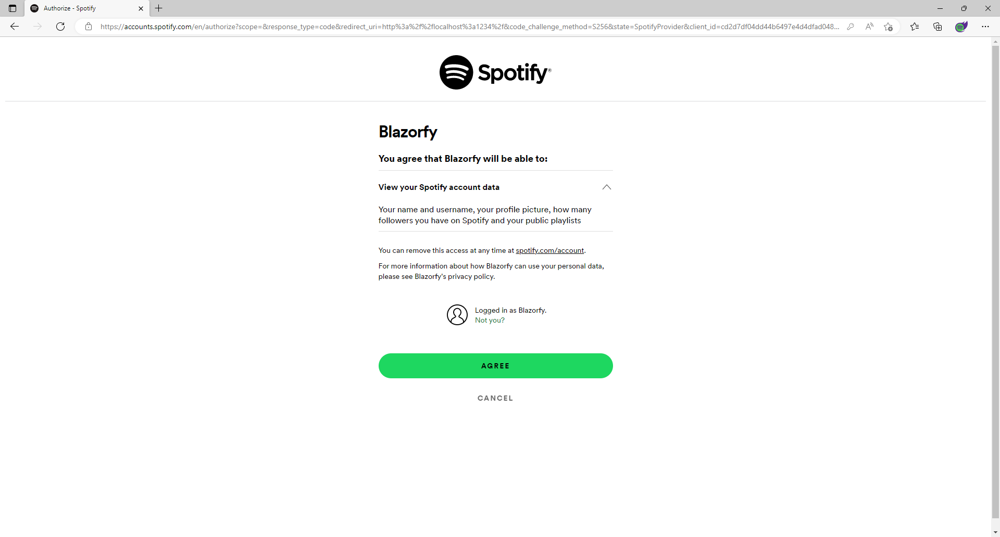 Authorize - Spotify
https://accounts.spotify.com/en/authorize?scope=&response_type=code&redirect_uri=http%3a%2f%2flocalhost%3a1234%2f&code_challenge_method=S256&state=SpotifyProvider&client_id=cd2d7df04dd44b6497e4d4dfad048...
Spotify®
Blazorfy
You agree that Blazorfy will be able to:
View your Spotify account data
Your name and username, your profile picture, how many
followers you have on Spotify and your public playlists
You can remove this access at any time at spotify.com/account.
For more information about how Blazorfy can use your personal data,
please see Blazorfy's privacy policy.
Logged in as Blazorfy.
Not you?
AGREE
CANCEL